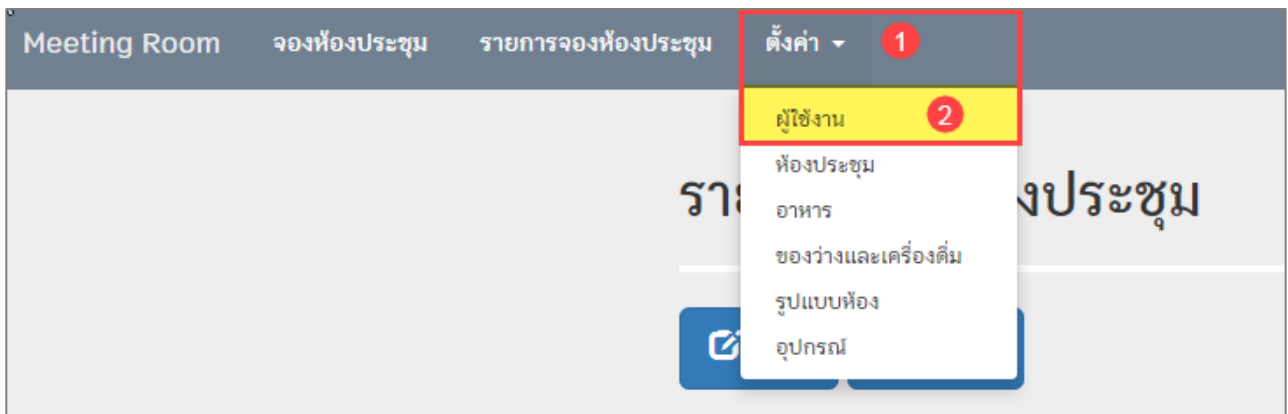 Meeting Room จองห้องประชุม รายการจองห้องประชุม ตั้งค่า 1
ผู้ใช้งาน 2
ห้องประชุม
อาหาร
ของว่างและเครื่องดื่ม
รูปแบบห้อง
อุปกรณ์